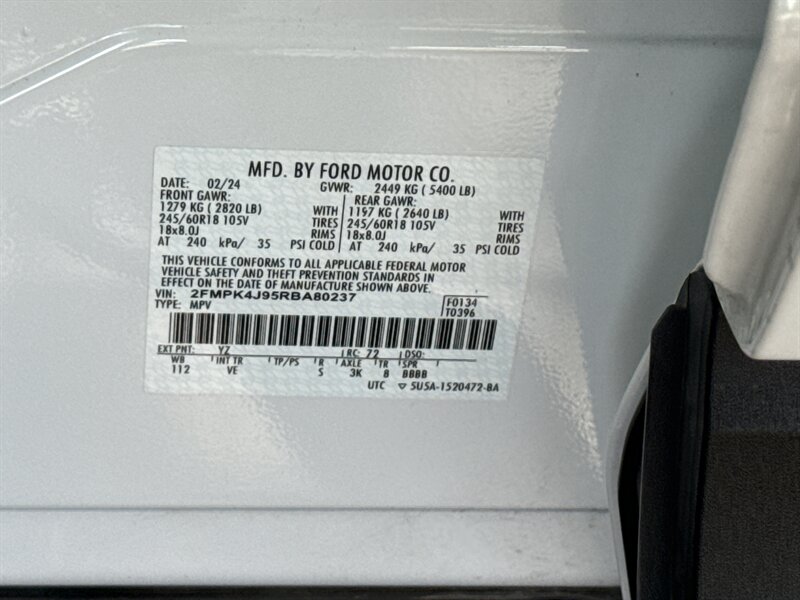 MFD. BY FORD MOTOR CO.
DATE: 02/24 GVWR: 2449 KG ( 5400 LB)
FRONT GAWR: REAR GAWR:
1279 KG ( 2820 LB) WITH 1197 KG ( 2640 LB) WITH
245/60R18 105V TIRES 245/60R18 105V TIRES
18x8.0J RIMS 18x8.0J RIMS
AT 240 kPa/ 35 PSI COLD AT 240 kPa/ 35 PSI COLD
THIS VEHICLE CONFORMS TO ALL APPLICABLE FEDERAL MOTOR
VEHICLE SAFETY AND THEFT PREVENTION STANDARDS IN
EFFECT ON THE DATE OF MANUFACTURE SHOWN ABOVE.
VIN: 2FMPK4J95RBA80237 F0134
TYPE: MPV T0396
EXT PNT: YZ RC: 72 DSO:
WB INT TR TP/PS R AXLE TR SPR
112 VE S 3K 8 BBBB
UTC ▽ 5U5A-1520472-BA